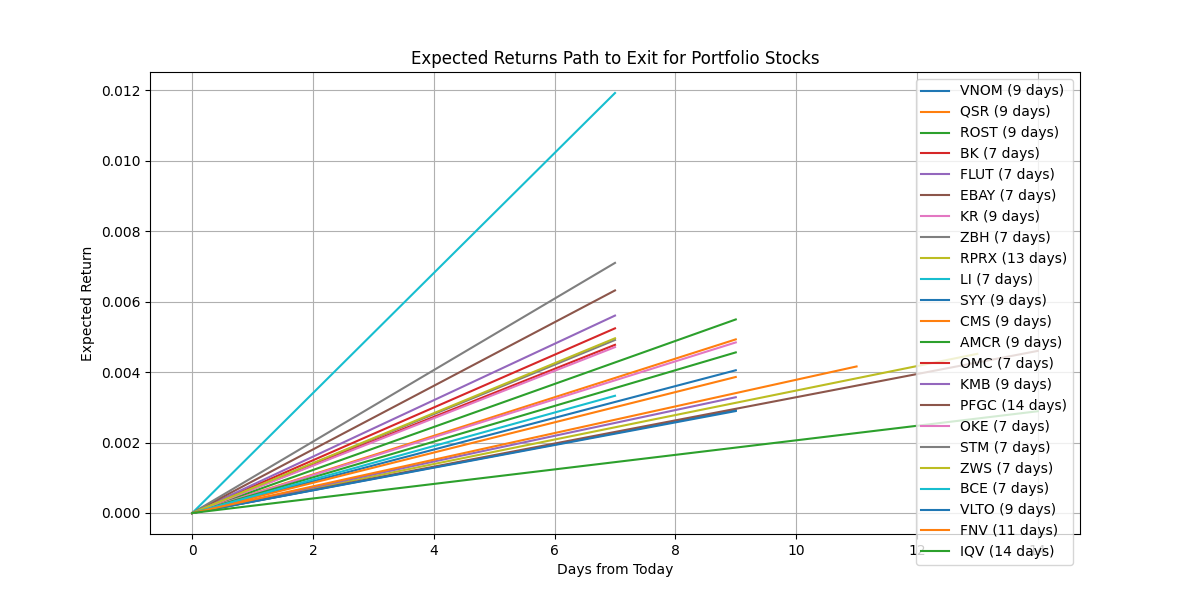 Expected Returns Path to Exit for Portfolio Stocks
Expected Return
0.012
0.010
0.008
0.006
0.004
0.002
0.000
VNOM (9 days)
QSR (9 days)
ROST (9 days)
BK (7 days)
FLUT (7 days)
EBAY (7 days)
KR (9 days)
ZBH (7 days)
RPRX (13 days)
LI (7 days)
SYY (9 days)
CMS (9 days)
AMCR (9 days)
OMC (7 days)
KMB (9 days)
PFGC (14 days)
OKE (7 days)
STM (7 days)
ZWS (7 days)
BCE (7 days)
VLTO (9 days)
FNV (11 days)
IQV (14 days)
0 2 4 6 8 10 12 14
Days from Today